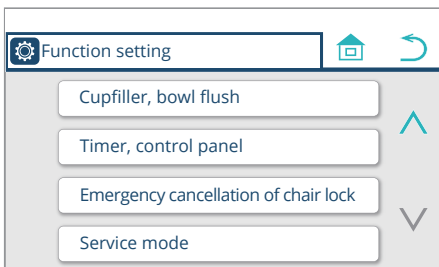 Function setting
Cupfiller, bowl flush
Timer, control panel
Emergency cancellation of chair lock
Service mode